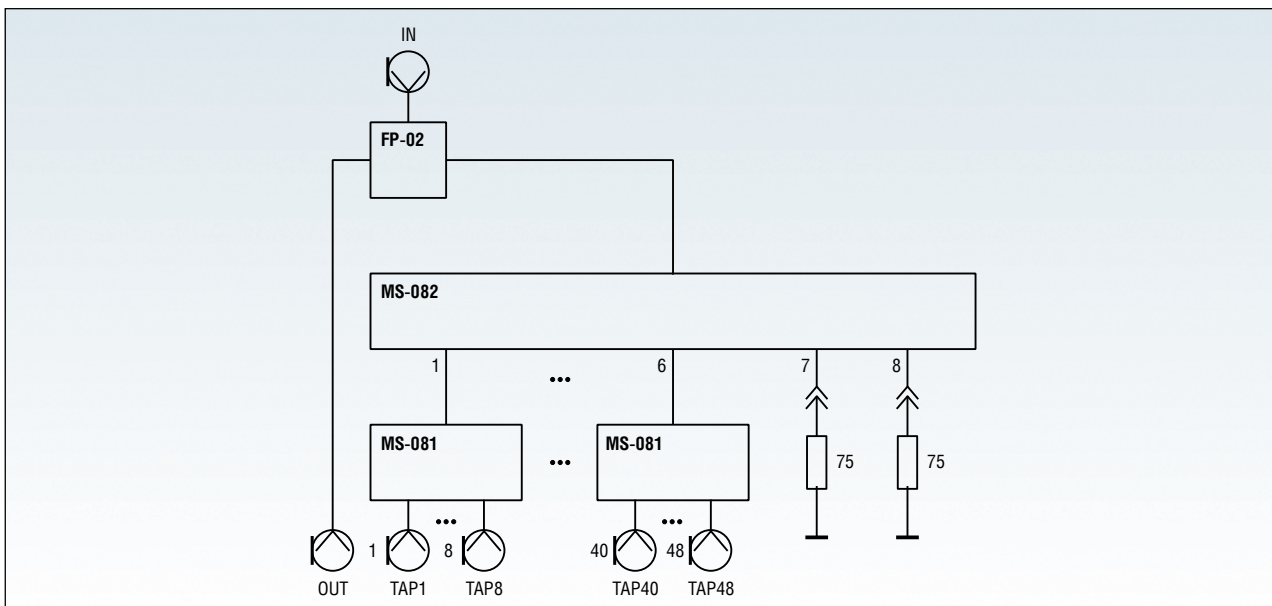 IN
FP-02
MS-082
1
•••
6
7
8
MS-081
•••
MS-081
75
75
1
•••
8
40
•••
48
OUT
TAP1
TAP8
TAP40
TAP48